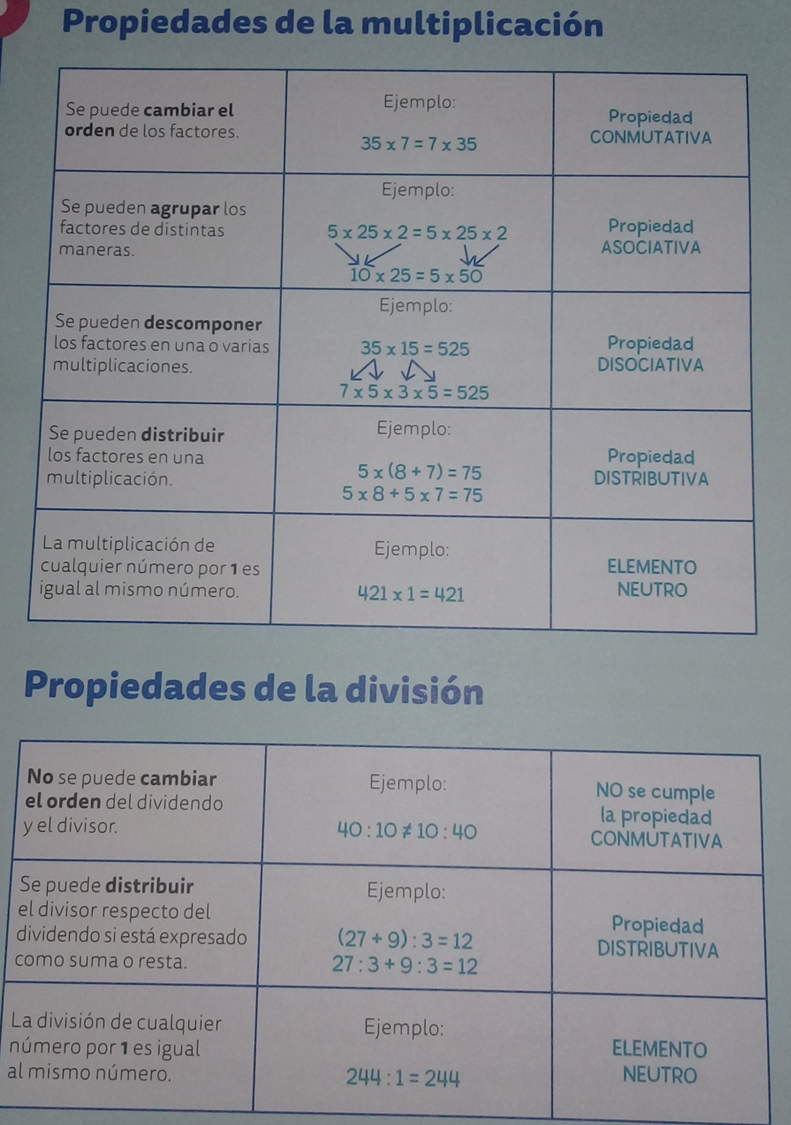 Propiedades de la multiplicación
Se puede cambiar el
orden de los factores.
Ejemplo:
35 x 7 = 7 x 35
Propiedad
CONMUTATIVA
Se pueden agrupar los
factores de distintas
maneras.
Ejemplo:
5 x 25 x 2 = 5 x 25 x 2
10 x 25 = 5 x 50
Propiedad
ASOCIATIVA
Se pueden descomponer
los factores en una o varias
multiplicaciones.
Ejemplo:
35 x 15 = 525
7 x 5 x 3 x 5 = 525
Propiedad
DISOCIATIVA
Se pueden distribuir
los factores en una
multiplicación.
Ejemplo:
5 x (8 + 7) = 75
5 x 8 + 5 x 7 = 75
Propiedad
DISTRIBUTIVA
La multiplicación de
cualquier número por 1 es
igual al mismo número.
Ejemplo:
421 x 1 = 421
ELEMENTO
NEUTRO
Propiedades de la división
No se puede cambiar
el orden del dividendo
y el divisor.
Ejemplo:
40 : 10 ≠ 10 : 40
NO se cumple
la propiedad
CONMUTATIVA
Se puede distribuir
el divisor respecto del
dividendo si está expresado
como suma o resta.
Ejemplo:
(27 + 9) : 3 = 12
27 : 3 + 9 : 3 = 12
Propiedad
DISTRIBUTIVA
La división de cualquier
número por 1 es igual
al mismo número.
Ejemplo:
244 : 1 = 244
ELEMENTO
NEUTRO